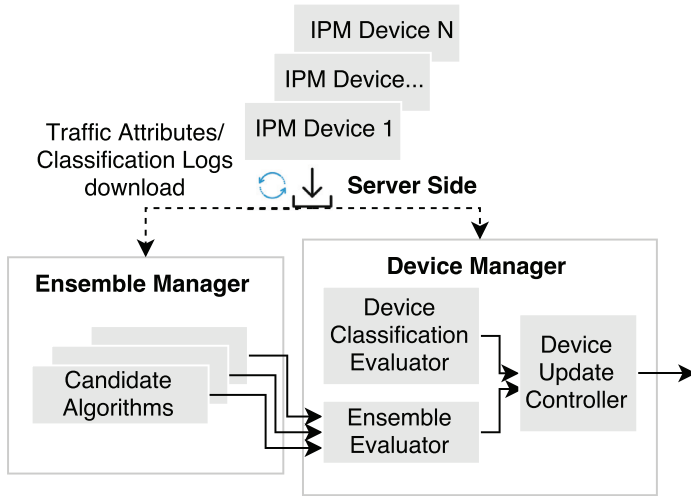 IPM Device N
IPM Device...
IPM Device 1
Traffic Attributes/
Classification Logs
download
Server Side
Ensemble Manager
Candidate
Algorithms
Device Manager
Device
Classification
Evaluator
Ensemble
Evaluator
Device
Update
Controller